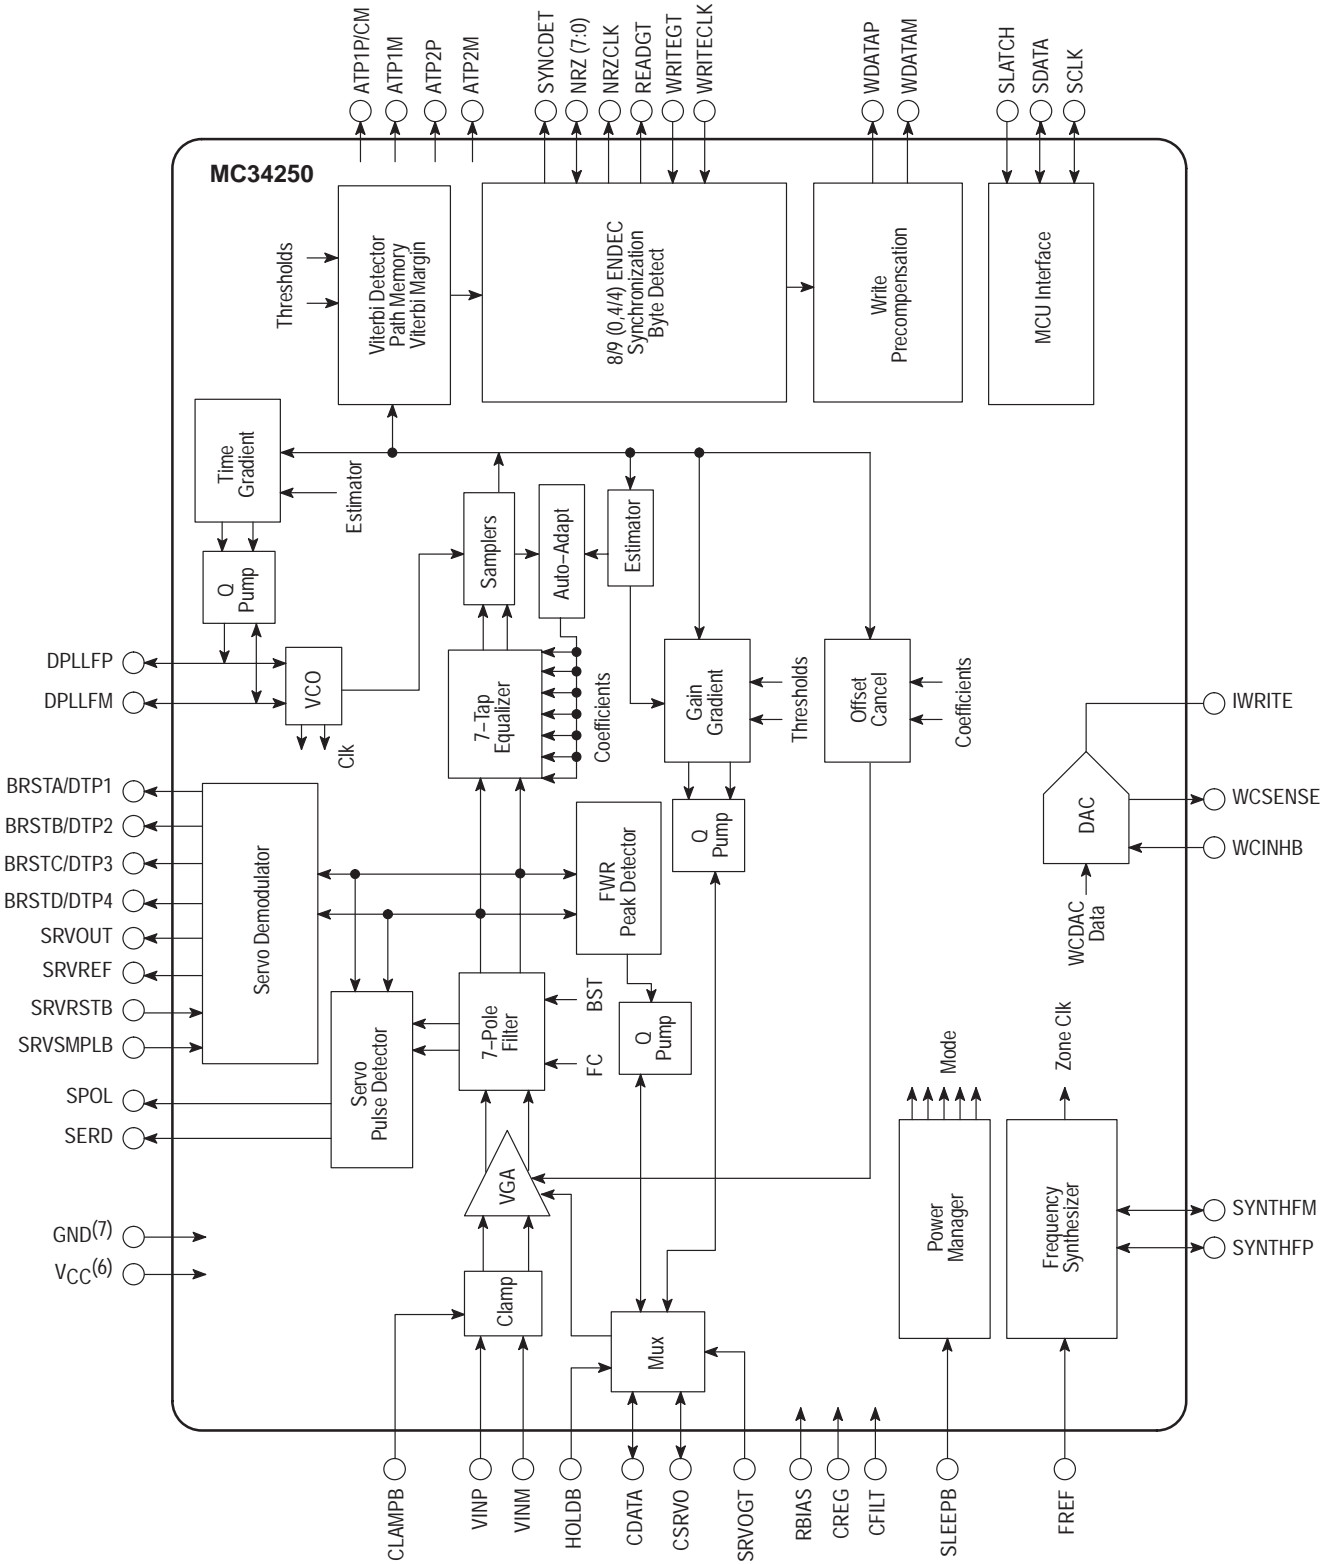 ATP1P/CM
ATP1M
ATP2P
ATP2M
SYNCDET
NRZ (7:0)
NRZCLK
READGT
WRITEGT
WRITECLK
WDATAP
WDATAM
SLATCH
SDATA
SCLK
MC34250
Thresholds
Viterbi Detector
Path Memory
Viterbi Margin
8/9 (0,4/4) ENDEC
Synchronization
Byte Detect
Write
Precompensation
MCU Interface
Time
Gradient
Estimator
Q
Pump
Samplers
Auto–Adapt
Estimator
DPLLFP
DPLLFM
VCO
Clk
7–Tap
Equalizer
Coefficients
Gain
Gradient
Thresholds
Offset
Cancel
Coefficients
IWRITE
WCSENSE
WCINHB
DAC
WCDAC
Data
BRSTA/DTP1
BRSTB/DTP2
BRSTC/DTP3
BRSTD/DTP4
SRVOUT
SRVREF
SRVRSTB
SRVSMPLB
Servo Demodulator
FWR
Peak Detector
Q
Pump
SPOL
SERD
Servo
Pulse Detector
7–Pole
Filter
BST
FC
Q
Pump
Mode
Zone Clk
GND(7)
VCC(6)
VGA
Power
Manager
Frequency
Synthesizer
SYNTHFM
SYNTHFP
Clamp
Mux
CLAMPB
VINP
VINM
HOLDB
CDATA
CSRVO
SRVOGT
RBIAS
CREG
CFILT
SLEEPB
FREF